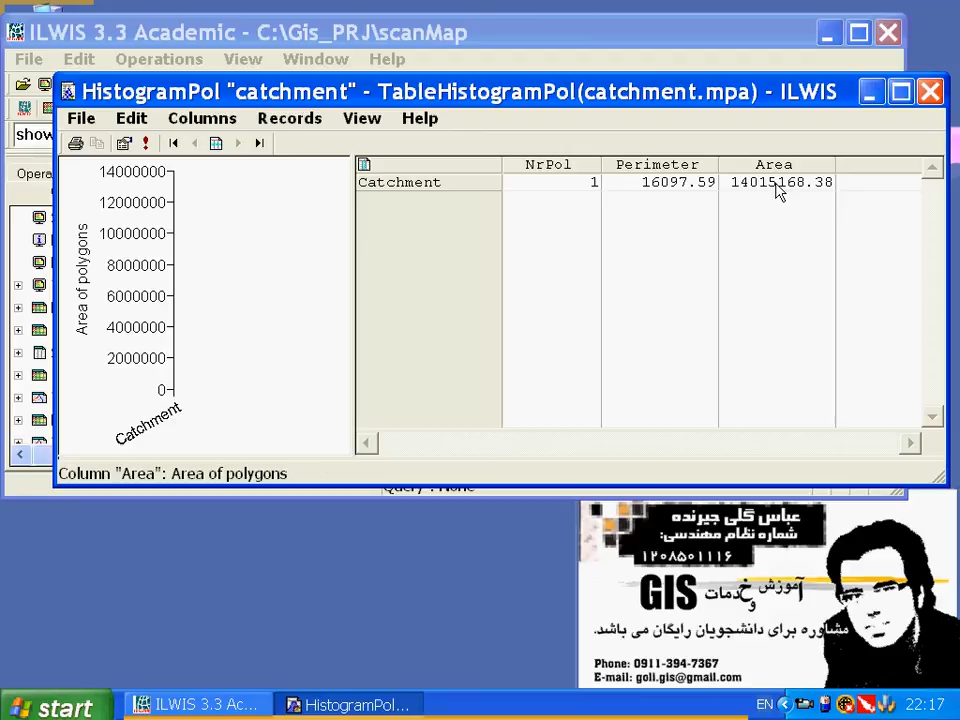 ILWIS 3.3 Academic - C:\Gis_PRJ\scanMap
File Edit Operations View Window Help
HistogramPol "catchment" - TableHistogramPol(catchment.mpa) - ILWIS
File Edit Columns Records View Help
show
Opera
NrPol Perimeter Area
Catchment 1 16097.59 14015168.38
14000000
12000000
10000000
8000000
6000000
4000000
2000000
0
Area of polygons
Catchment
Column "Area": Area of polygons
Query : None
عباس گلی جیرنده
شماره نظام مهندسی:
۱۲۰۸۵۰۱۱۱۶
آموزش و خدمات GIS
مشاوره برای دانشجویان رایگان می باشد.
Phone: 0911-394-7367
E-mail: goli.gis@gmail.com
start ILWIS 3.3 Ac... HistogramPol... EN 22:17